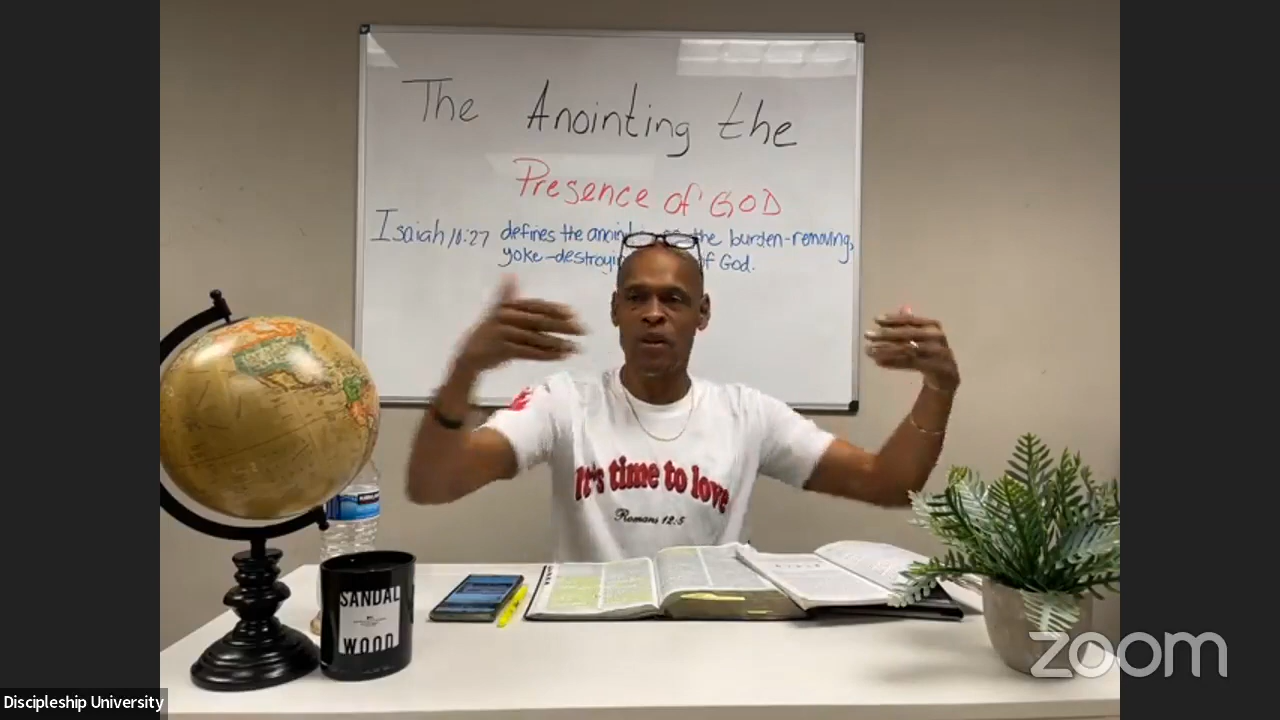 The Anointing the
Presence of GOD
Isaiah 10:27 defines the the burden-removing,
yoke-destroying of God.
It's time to love
Romans 12:5
SANDAL
WOOD
zoom
Discipleship University